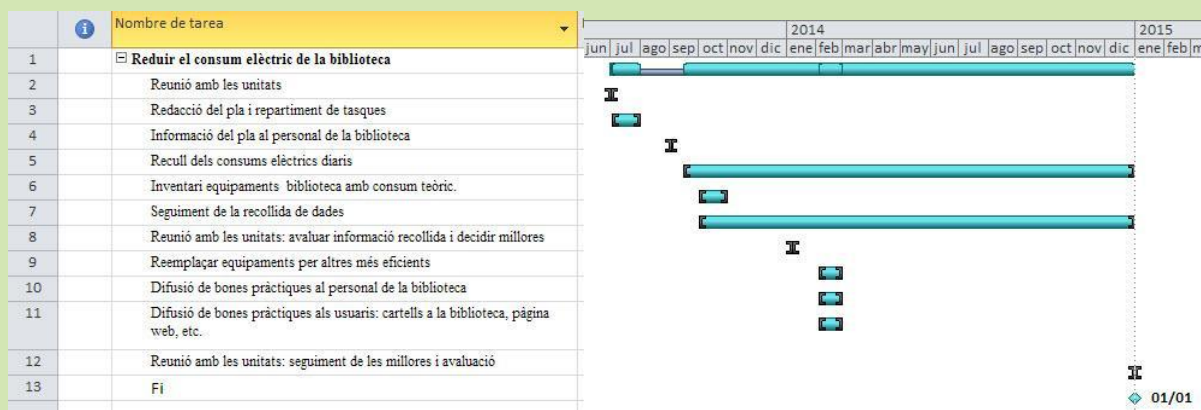 Nombre de tarea
2014 2015
jun jul ago sep oct nov dic ene feb mar abr may jun jul ago sep oct nov dic ene feb m
1 Reduir el consum elèctric de la biblioteca
2 Reunió amb les unitats
3 Redacció del pla i repartiment de tasques
4 Informació del pla al personal de la biblioteca
5 Recull dels consums elèctrics diaris
6 Inventari equipaments biblioteca amb consum teòric.
7 Seguiment de la recollida de dades
8 Reunió amb les unitats: avaluar informació recollida i decidir millores
9 Reemplaçar equipaments per altres més eficients
10 Difusió de bones pràctiques al personal de la biblioteca
11 Difusió de bones pràctiques als usuaris: cartells a la biblioteca, pàgina
web, etc.
12 Reunió amb les unitats: seguiment de les millores i avaluació
13 Fi
01/01